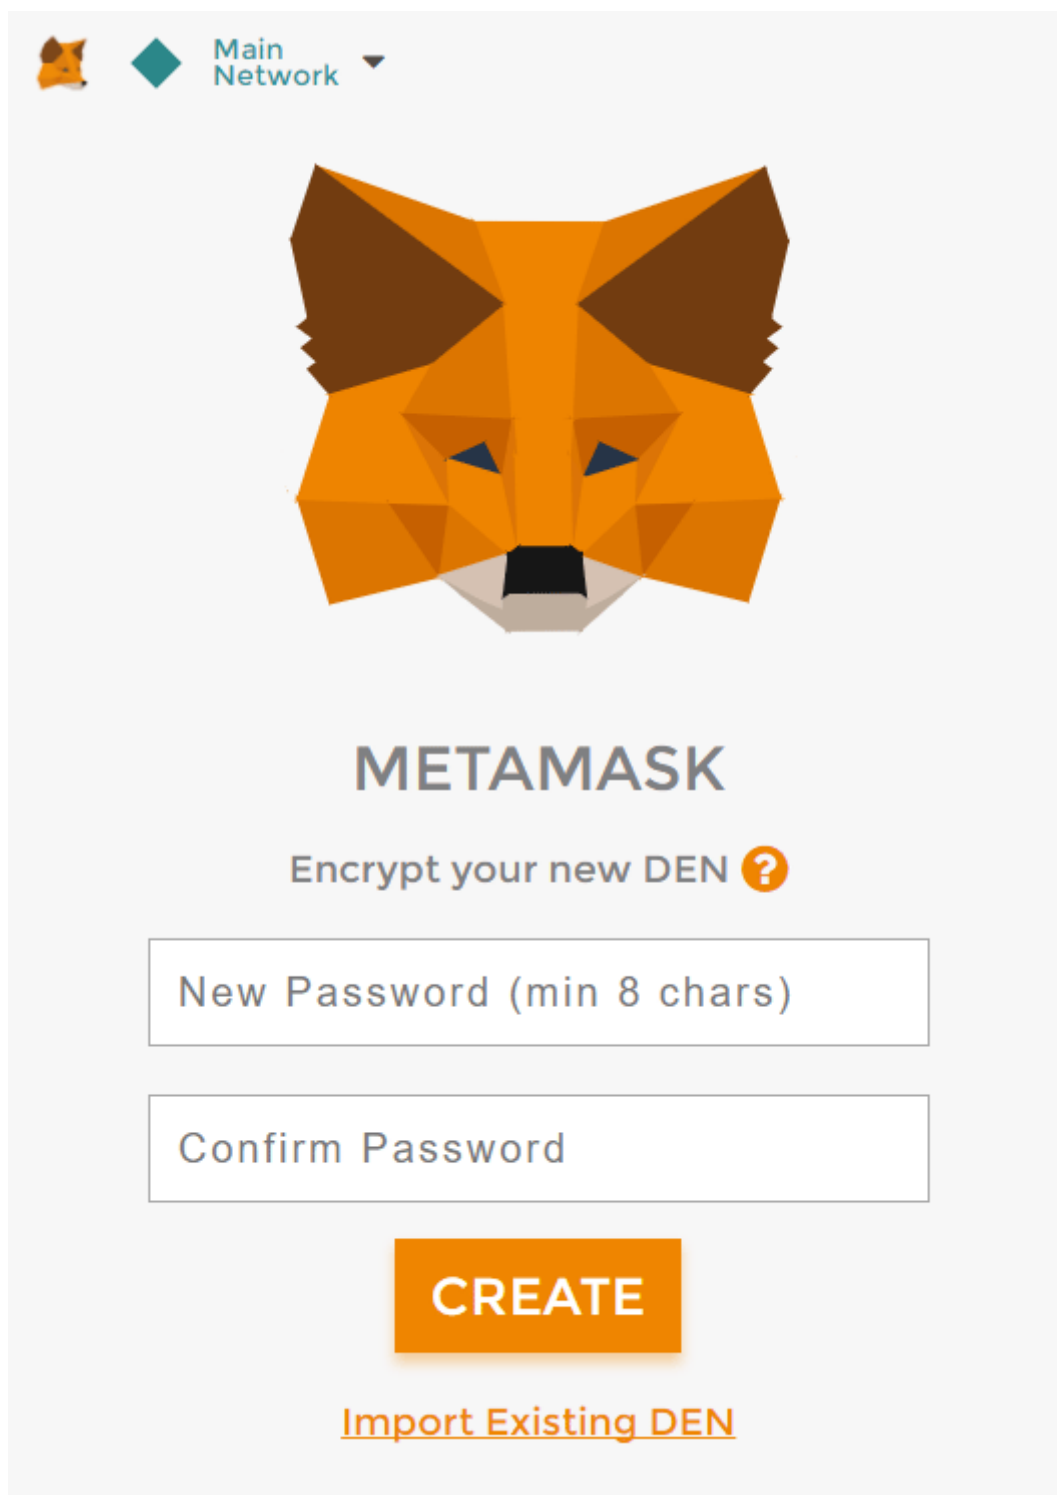 Main
Network
METAMASK
Encrypt your new DEN ?
New Password (min 8 chars)
Confirm Password
CREATE
Import Existing DEN